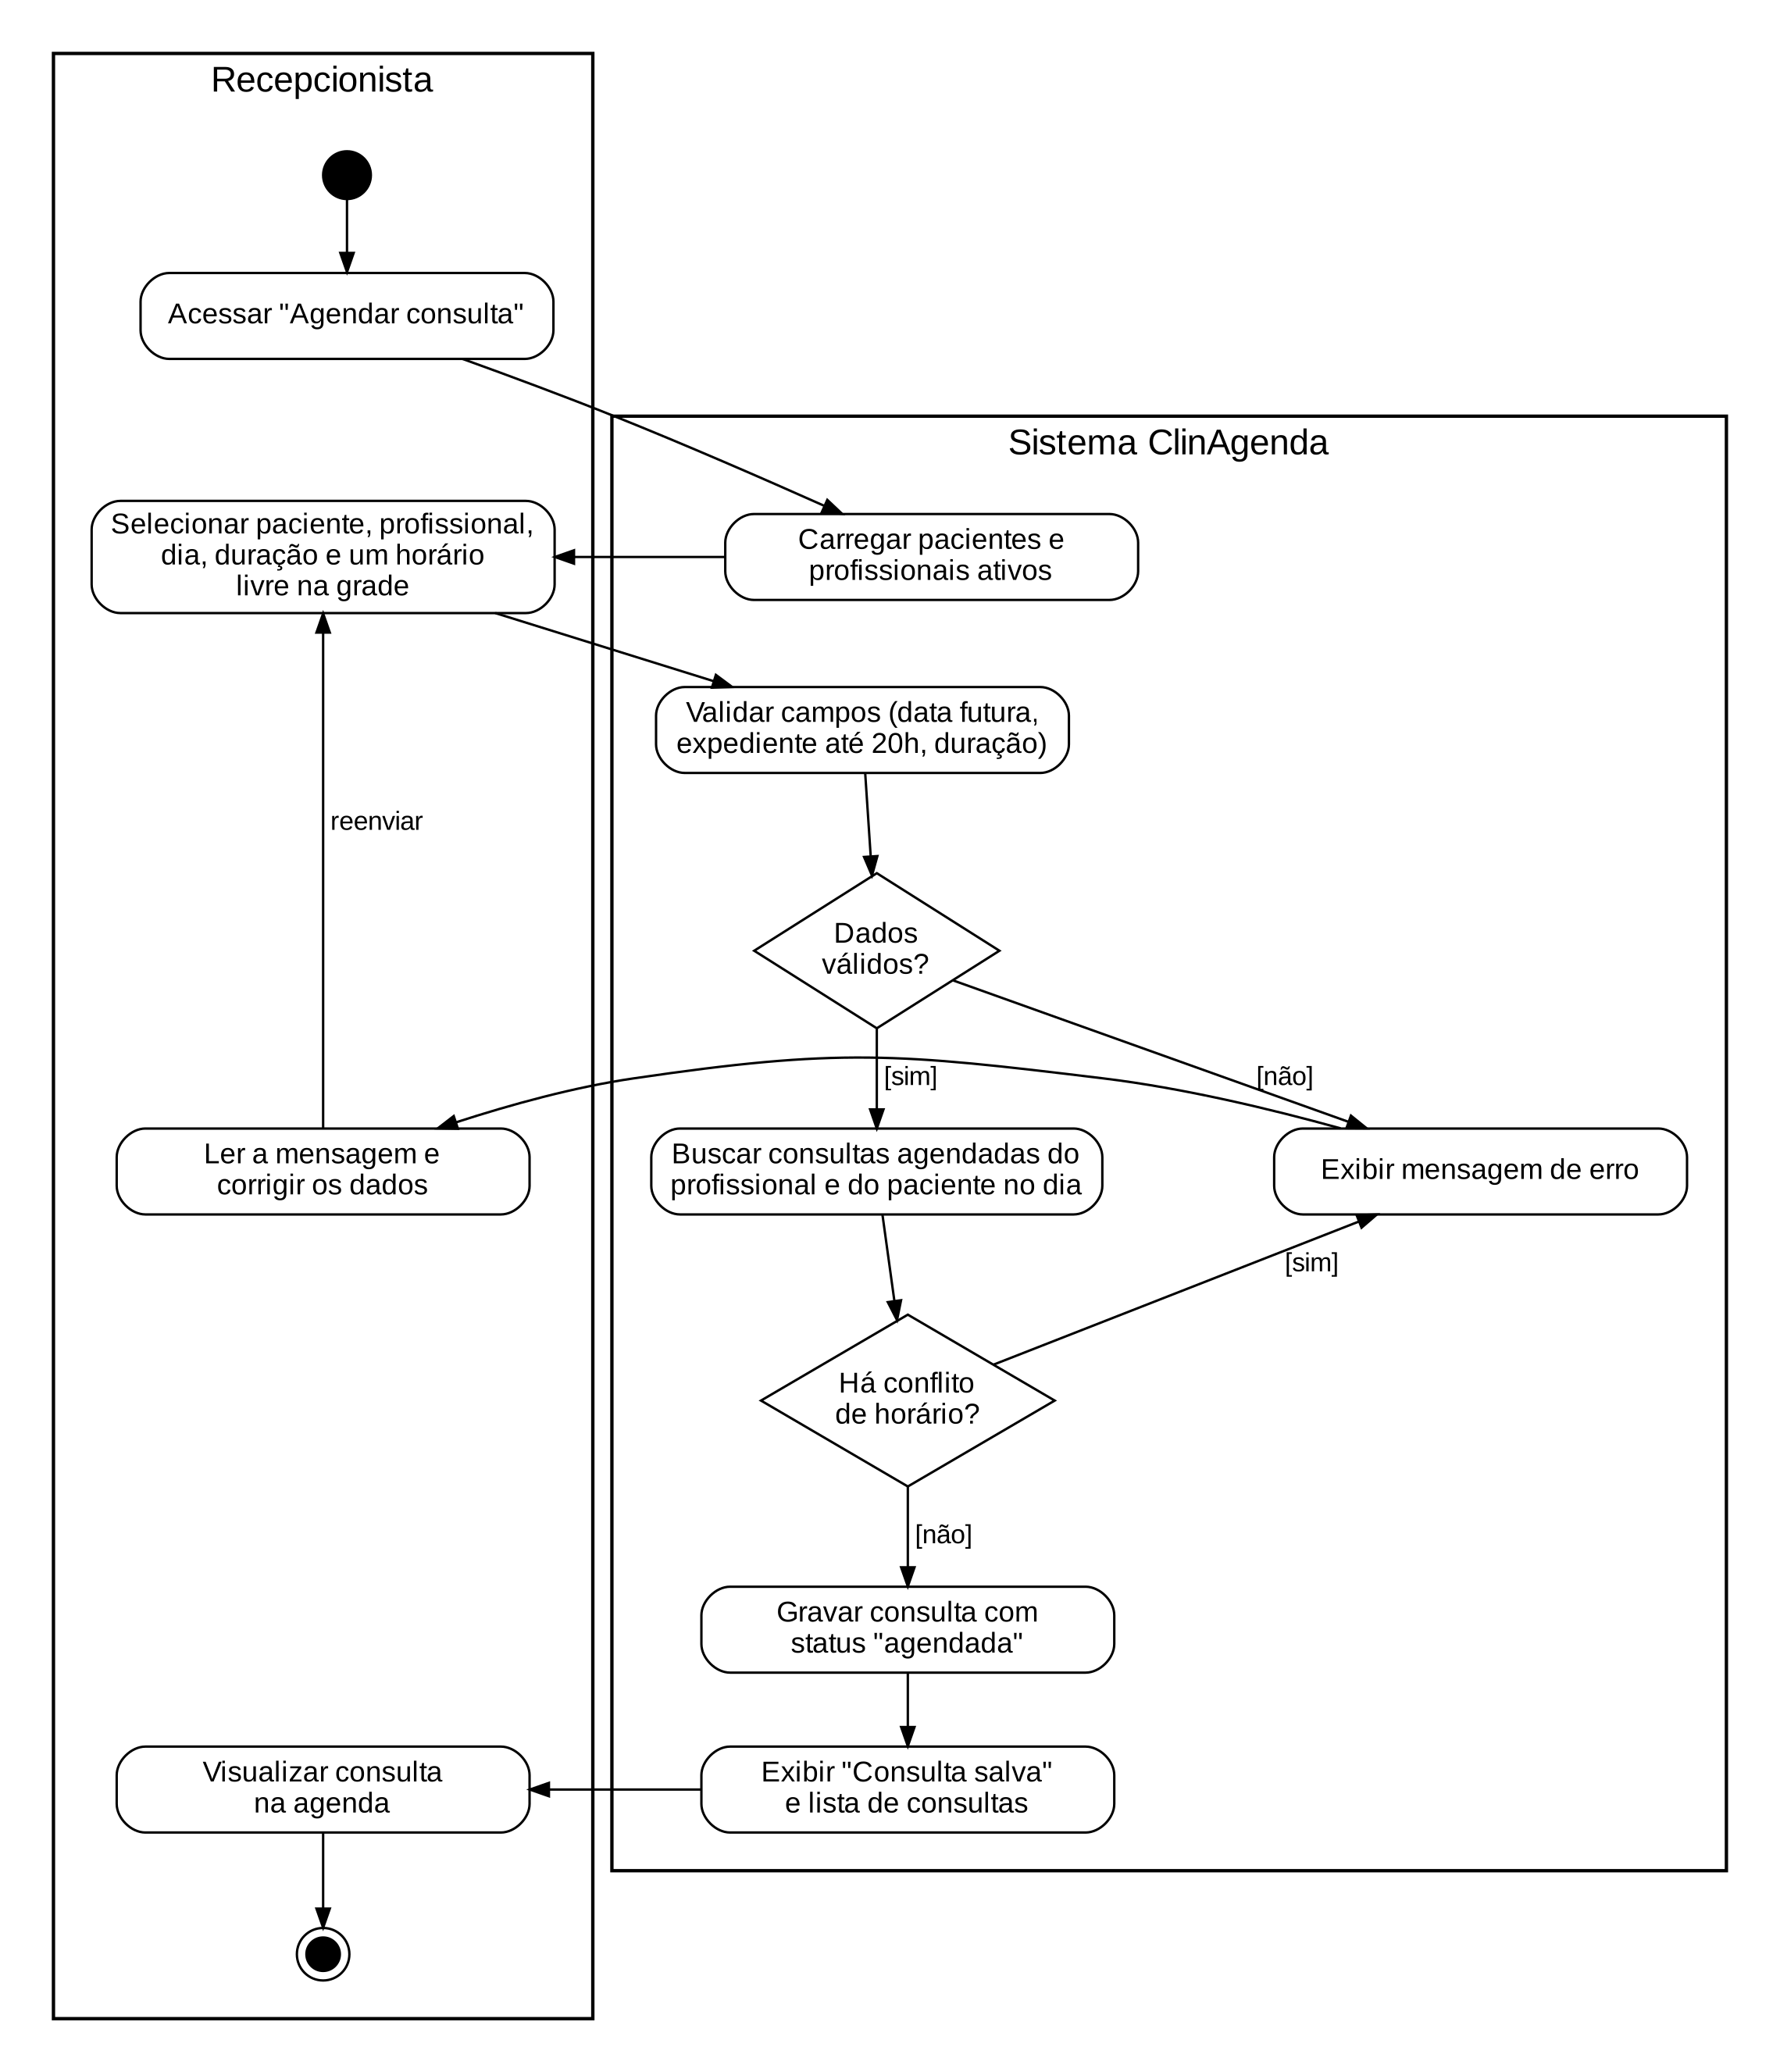 Recepcionista
Acessar "Agendar consulta"
Sistema ClinAgenda
Selecionar paciente, profissional,
dia, duração e um horário
livre na grade
Carregar pacientes e
profissionais ativos
Validar campos (data futura,
expediente até 20h, duração)
reenviar
Dados
válidos?
[sim]
[não]
Ler a mensagem e
corrigir os dados
Buscar consultas agendadas do
profissional e do paciente no dia
Exibir mensagem de erro
[sim]
Há conflito
de horário?
[não]
Gravar consulta com
status "agendada"
Visualizar consulta
na agenda
Exibir "Consulta salva"
e lista de consultas